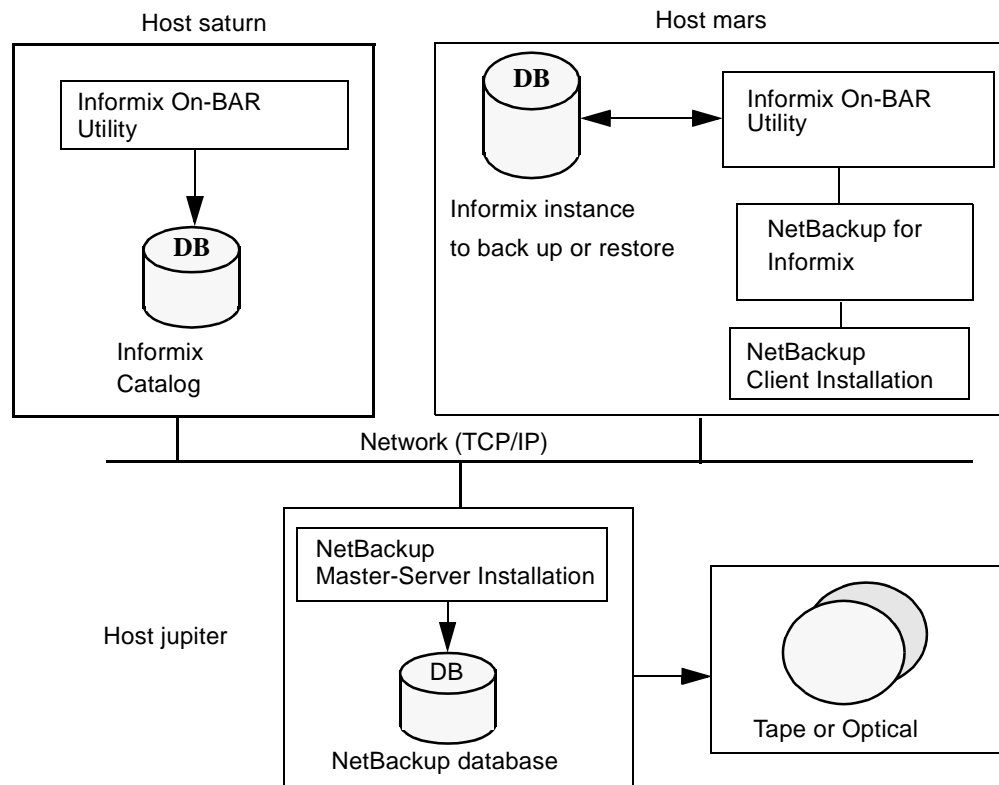 Host saturn
Informix On-BAR
Utility
DB
Informix
Catalog
Host mars
DB
Informix On-BAR
Utility
Informix instance
to back up or restore
NetBackup for
Informix
NetBackup
Client Installation
Network (TCP/IP)
NetBackup
Master-Server Installation
Host jupiter
DB
NetBackup database
Tape or Optical